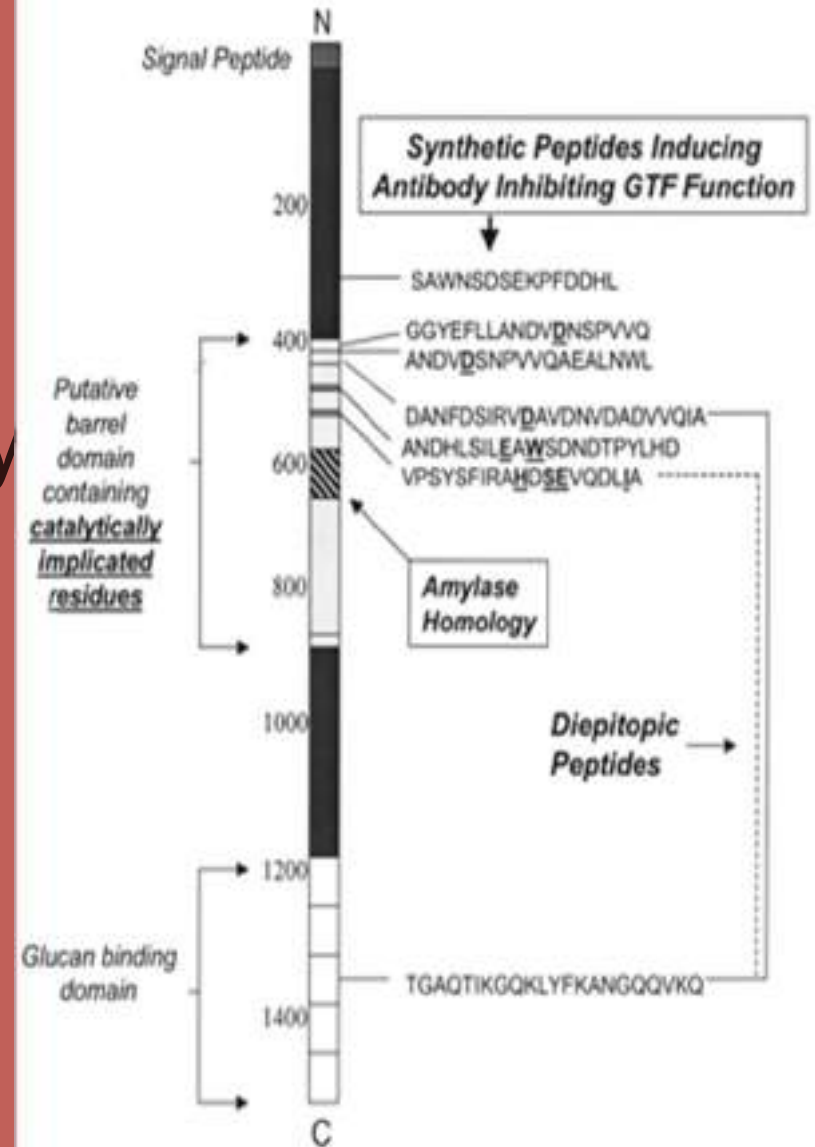 N
Signal Peptide
Synthetic Peptides Inducing
Antibody Inhibiting GTF Function
200
SAWNSDSEKPFDDHL
GGYEFLLANDVDNSPVVQ
400
ANDVDSNPVVQAEALNWL
Putative
barrel
domain
containing
catalytically
implicated
residues
DANFDSIRVDAVDNVDADVVQIA
ANDHLSILEAWSDNDTPYLHD
600
VPSYSFIRAHDSEVQDLIA
800
Amylase
Homology
1000
Diepitopic
Peptides
1200
Glucan binding
domain
TGAQTIKGQKLYFKANGQQVKQ
1400
C